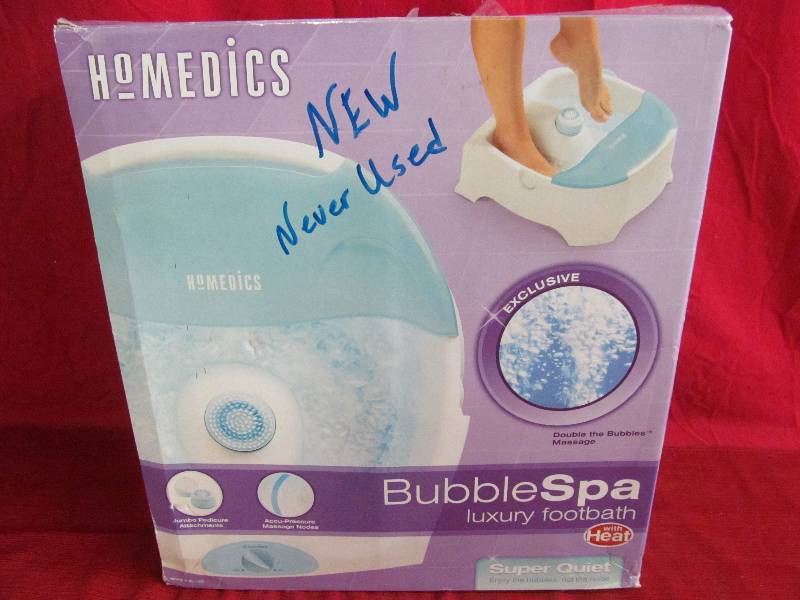 HoMEDiCS
NEW
Never Used
HoMEDiCS
EXCLUSIVE
Double the Bubbles™
Massage
BubbleSpa
luxury footbath
with
Heat
Jumbo Pedicure
Attachments
Accu-Pressure
Massage Nodes
HoMEDiCS
Super Quiet
Enjoy the bubbles, not the noise